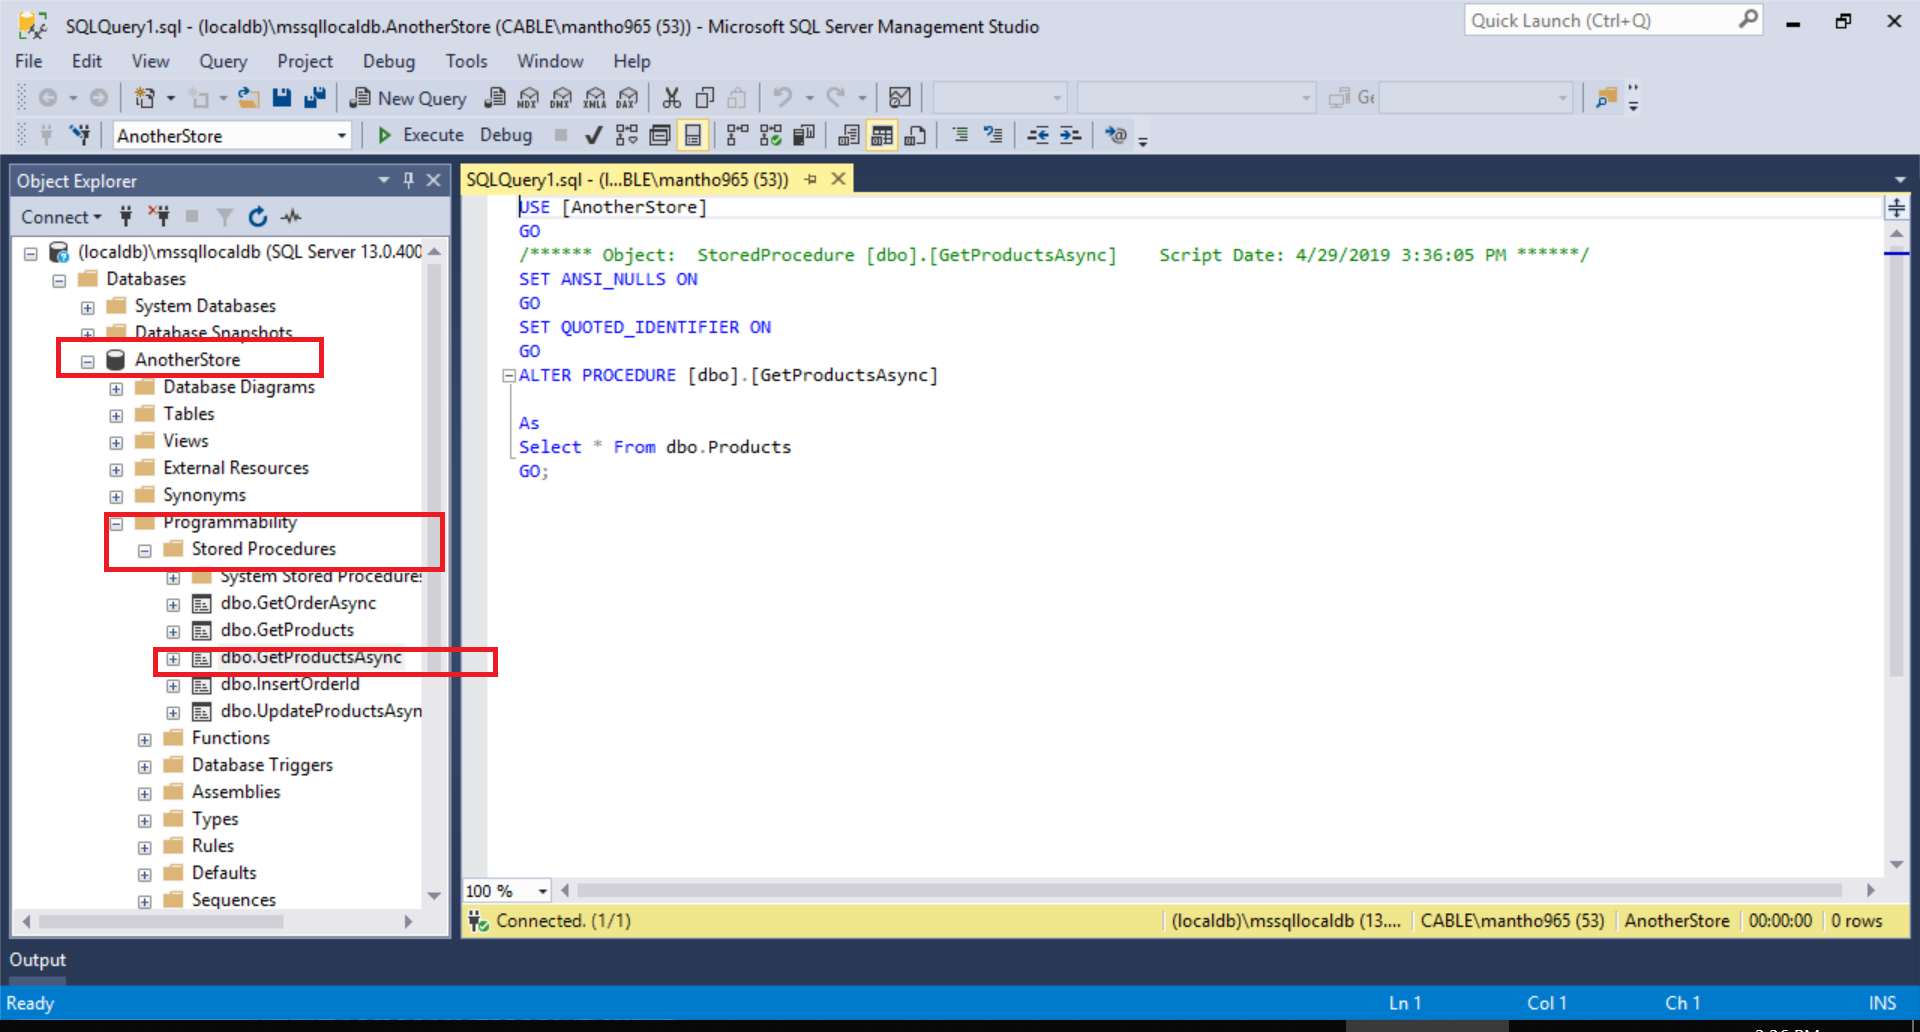 SQLQuery1.sql - (localdb)\mssqllocaldb.AnotherStore (CABLE\mantho965 (53)) - Microsoft SQL Server Management Studio
Quick Launch (Ctrl+Q)
File Edit View Query Project Debug Tools Window Help
New Query MDX DMX XMLA DAX
AnotherStore Execute Debug
Object Explorer
Connect
(localdb)\mssqllocaldb (SQL Server 13.0.400
Databases
System Databases
Database Snapshots
AnotherStore
Database Diagrams
Tables
Views
External Resources
Synonyms
Programmability
Stored Procedures
System Stored Procedures
dbo.GetOrderAsync
dbo.GetProducts
dbo.GetProductsAsync
dbo.InsertOrderId
dbo.UpdateProductsAsyn
Functions
Database Triggers
Assemblies
Types
Rules
Defaults
Sequences
SQLQuery1.sql - (l...BLE\mantho965 (53))
USE [AnotherStore]
GO
/****** Object:  StoredProcedure [dbo].[GetProductsAsync]    Script Date: 4/29/2019 3:36:05 PM ******/
SET ANSI_NULLS ON
GO
SET QUOTED_IDENTIFIER ON
GO
ALTER PROCEDURE [dbo].[GetProductsAsync]
As
Select * From dbo.Products
GO;
100 %
Connected. (1/1)
(localdb)\mssqllocaldb (13.... CABLE\mantho965 (53) AnotherStore 00:00:00 0 rows
Output
Ready Ln 1 Col 1 Ch 1 INS